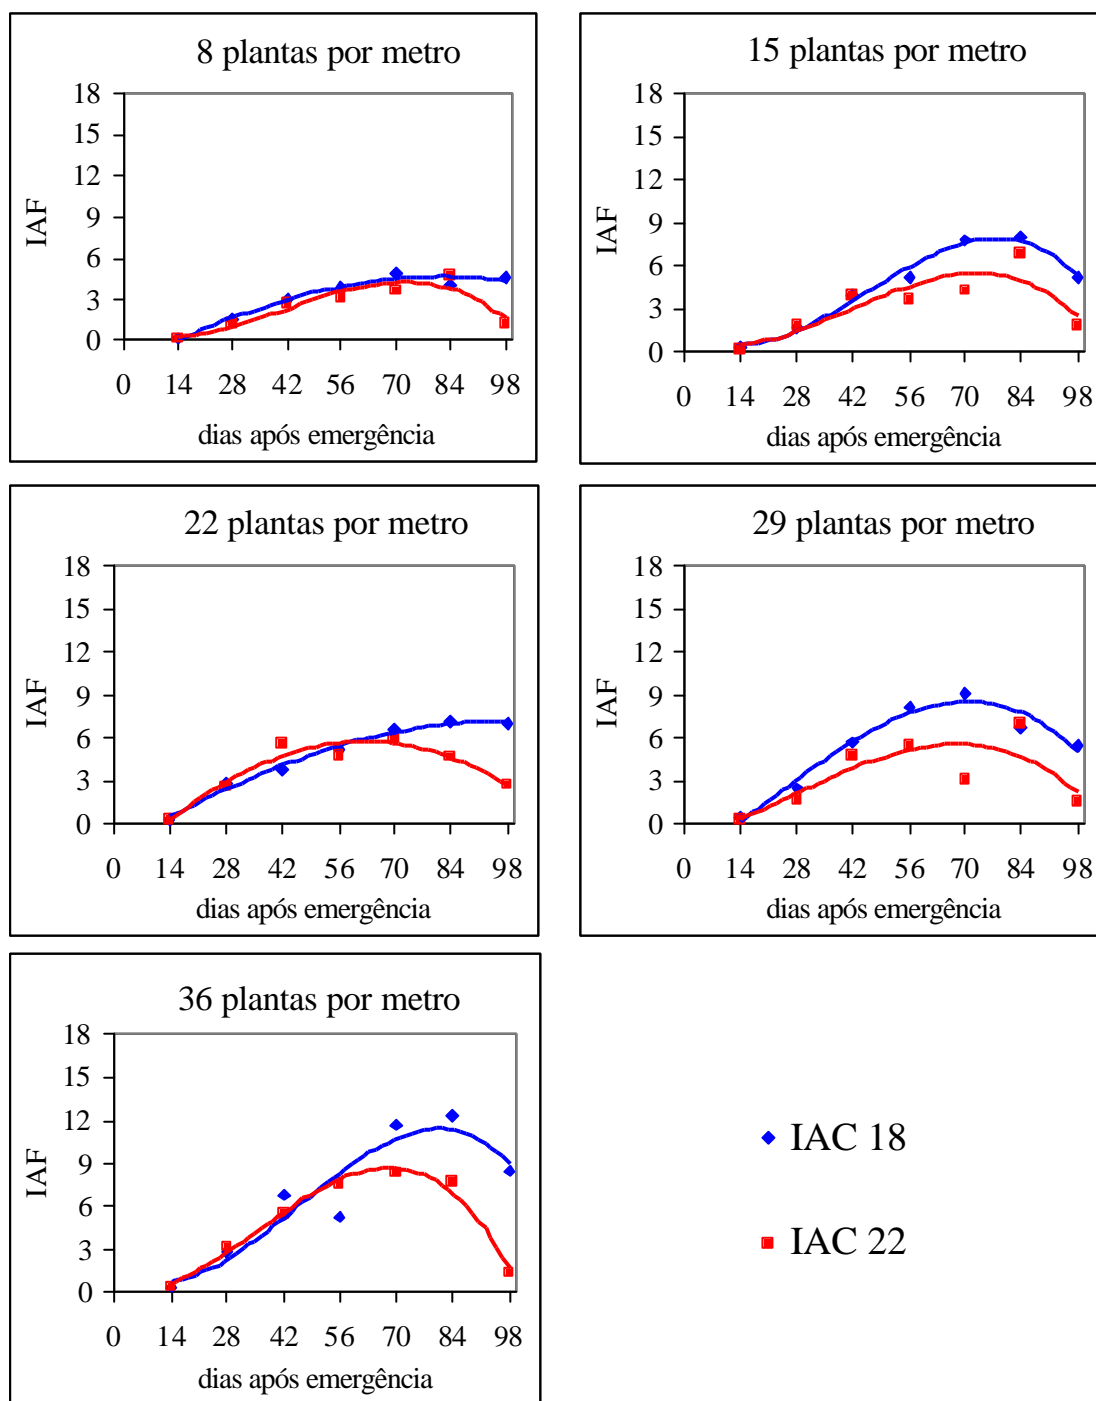 8 plantas por metro
18
15
12
9
6
3
0
IAF
0 14 28 42 56 70 84 98
dias após emergência
15 plantas por metro
18
15
12
9
6
3
0
IAF
0 14 28 42 56 70 84 98
dias após emergência
22 plantas por metro
18
15
12
9
6
3
0
IAF
0 14 28 42 56 70 84 98
dias após emergência
29 plantas por metro
18
15
12
9
6
3
0
IAF
0 14 28 42 56 70 84 98
dias após emergência
36 plantas por metro
18
15
12
9
6
3
0
IAF
0 14 28 42 56 70 84 98
dias após emergência
IAC 18
IAC 22